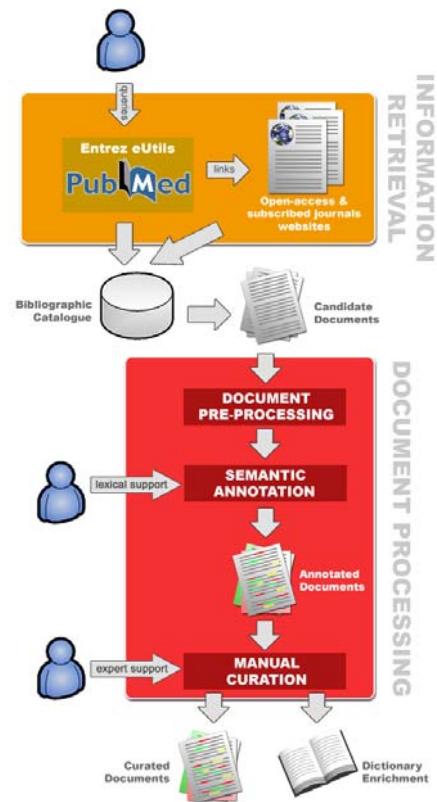 queries
INFORMATION
RETRIEVAL
Entrez eUtils
PubMed
links
Open-access &
subscribed journals
websites
Bibliographic
Catalogue
Candidate
Documents
DOCUMENT PROCESSING
DOCUMENT
PRE-PROCESSING
lexical support
SEMANTIC
ANNOTATION
Annotated
Documents
expert support
MANUAL
CURATION
Curated
Documents
Dictionary
Enrichment